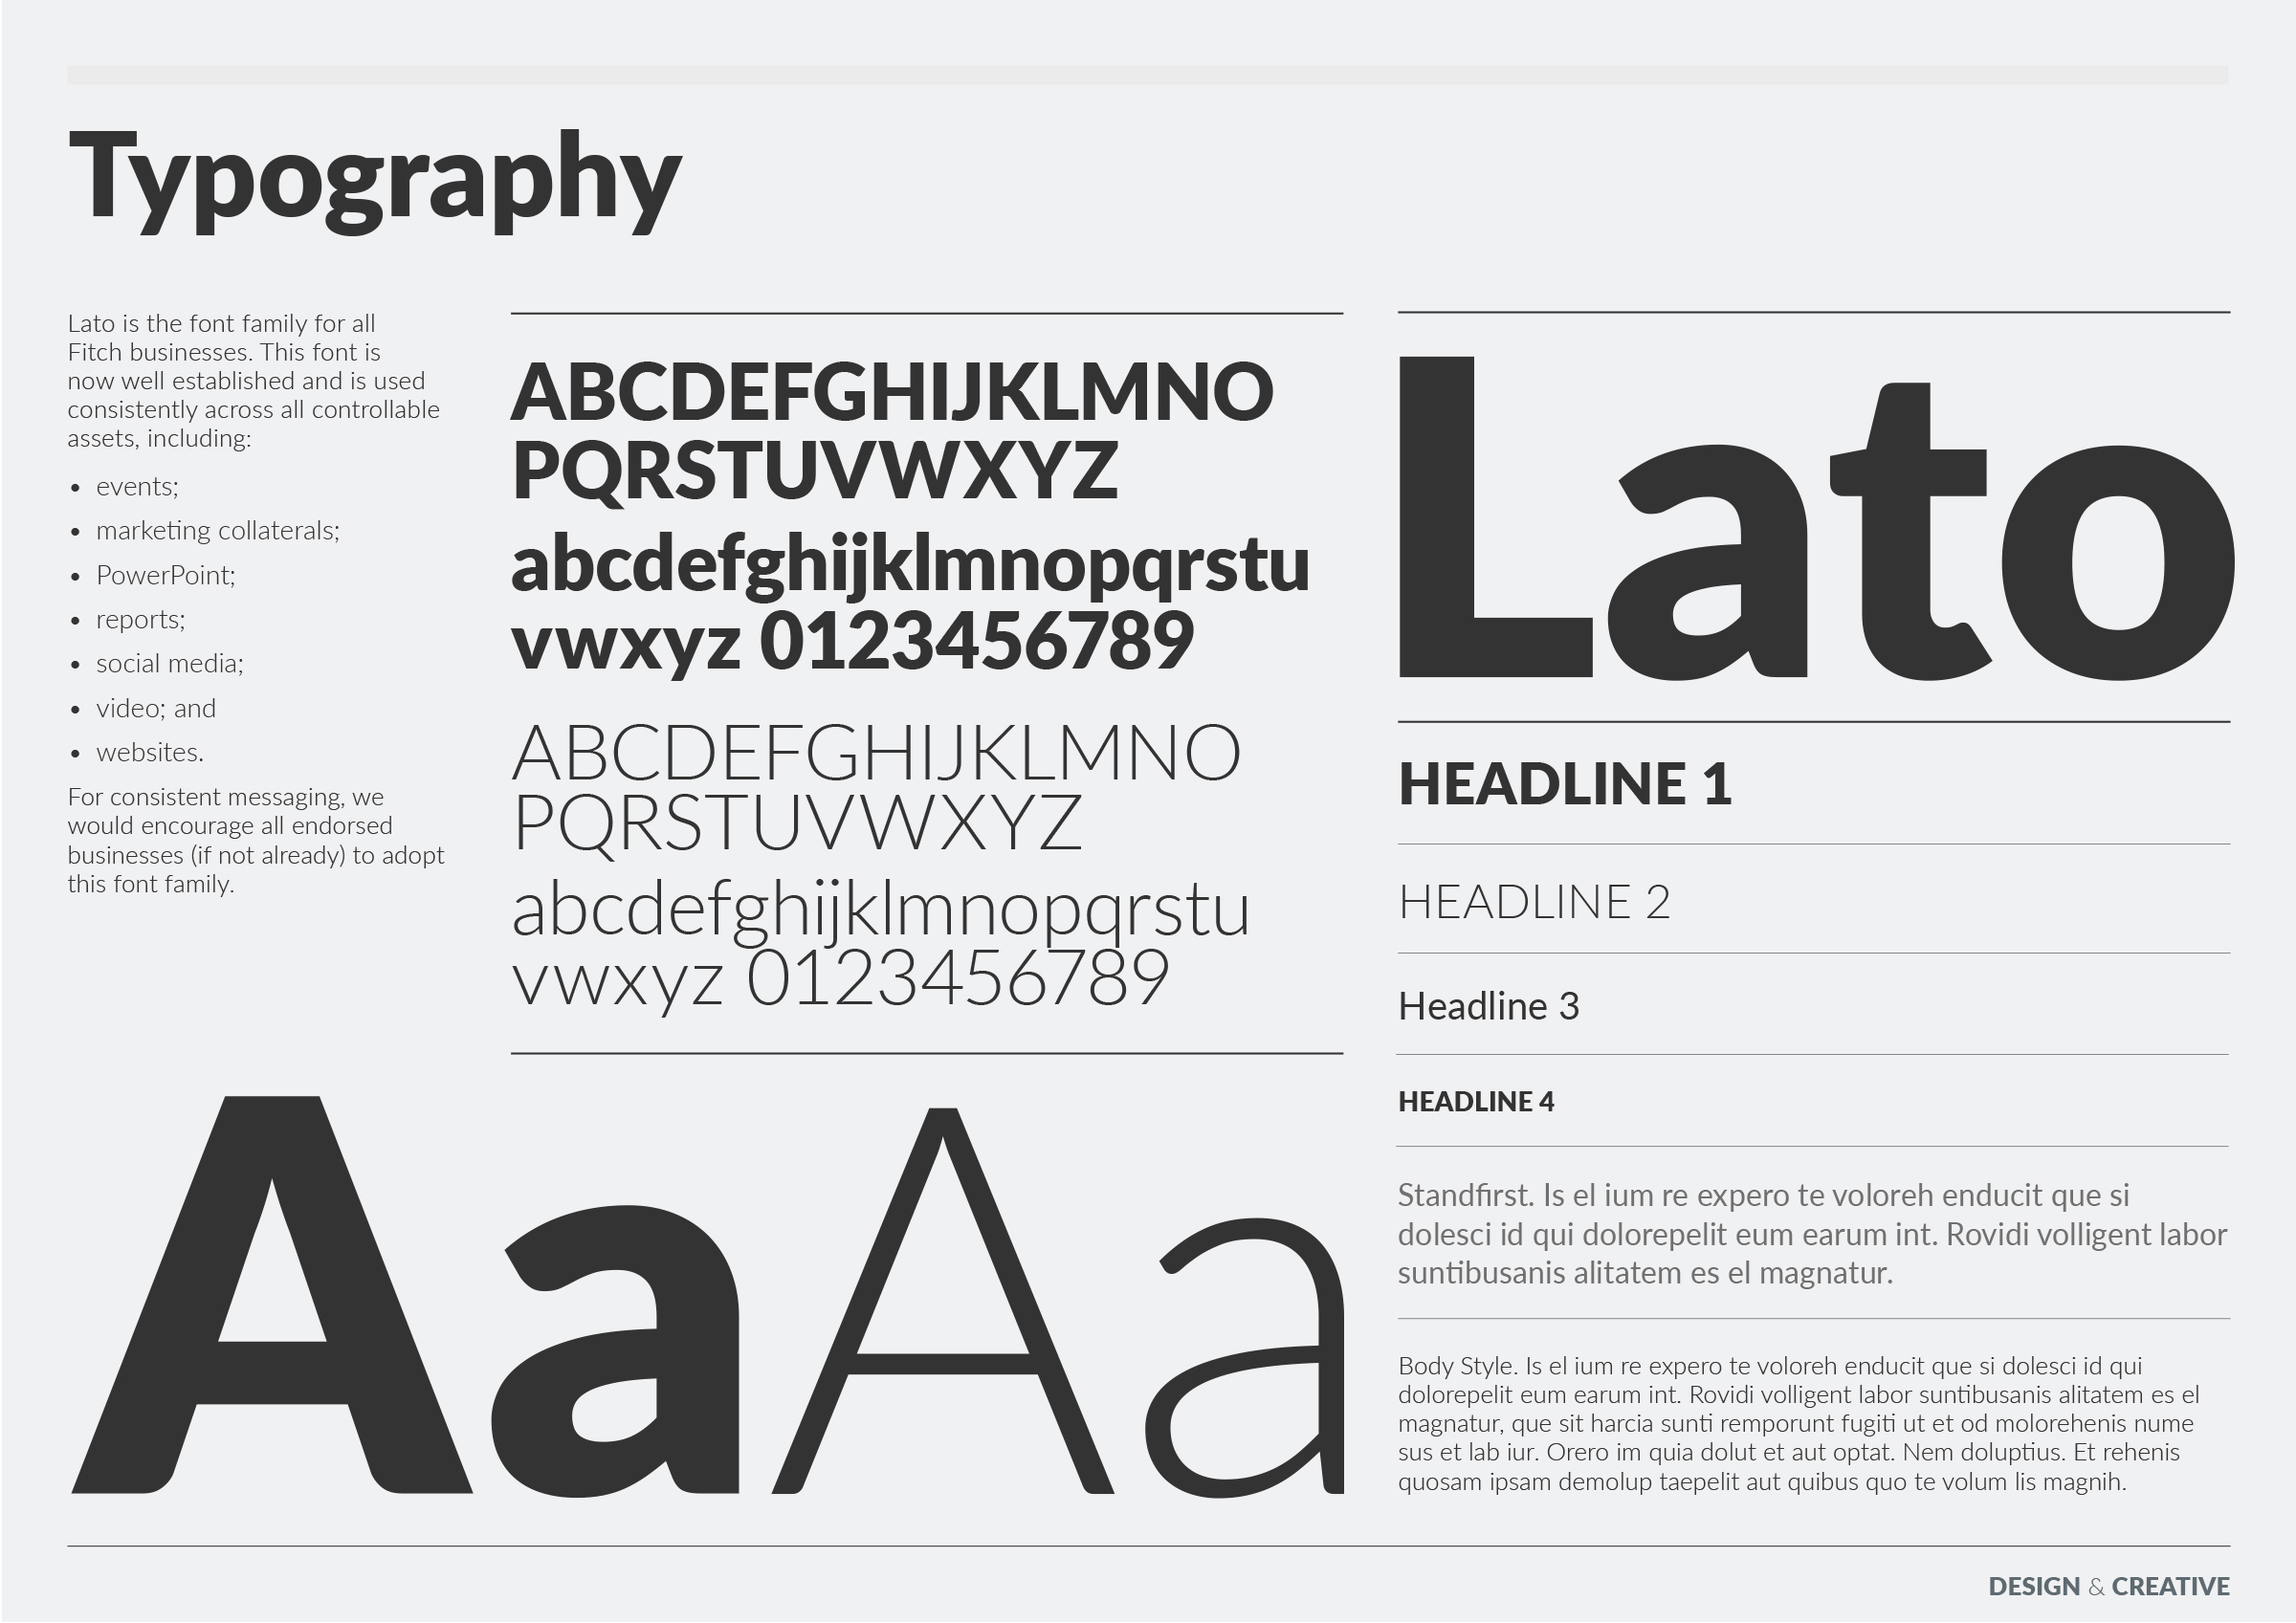 Typography
Lato is the font family for all
Fitch businesses. This font is
now well established and is used
consistently across all controllable
assets, including:
• events;
• marketing collaterals;
• PowerPoint;
• reports;
• social media;
• video; and
• websites.
For consistent messaging, we
would encourage all endorsed
businesses (if not already) to adopt
this font family.
ABCDEFGHIJKLMNO
PQRSTUVWXYZ
abcdefghijklmnopqrstu
vwxyz 0123456789
ABCDEFGHIJKLMNO
PQRSTUVWXYZ
abcdefghijklmnopqrstu
vwxyz 0123456789
Aa Aa
Lato
HEADLINE 1
HEADLINE 2
Headline 3
HEADLINE 4
Standfirst. Is el ium re expero te voloreh enducit que si
dolesci id qui dolorepelit eum earum int. Rovidi volligent labor
suntibusanis alitatem es el magnatur.
Body Style. Is el ium re expero te voloreh enducit que si dolesci id qui
dolorepelit eum earum int. Rovidi volligent labor suntibusanis alitatem es el
magnatur, que sit harcia sunti remporunt fugiti ut et od molorehenis nume
sus et lab iur. Orero im quia dolut et aut optat. Nem doluptius. Et rehenis
quosam ipsam demolup taepelit aut quibus quo te volum lis magnih.
DESIGN & CREATIVE